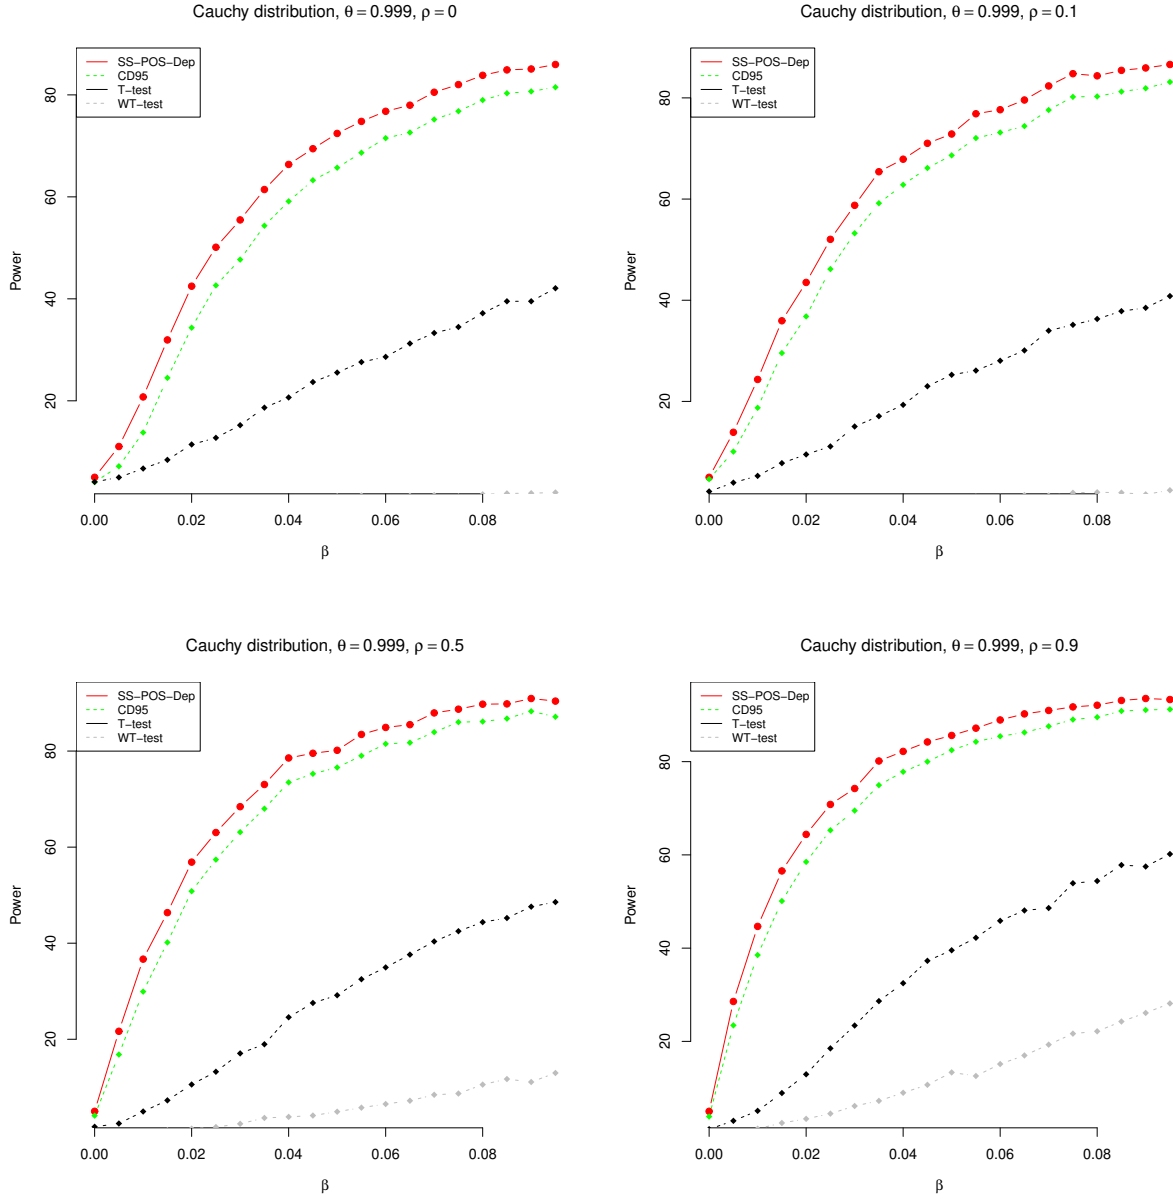 Cauchy distribution, θ = 0.999, ρ = 0
SS−POS−Dep
CD95
T−test
WT−test
Power
20
40
60
80
0.00
0.02
0.04
0.06
0.08
β
Cauchy distribution, θ = 0.999, ρ = 0.1
SS−POS−Dep
CD95
T−test
WT−test
Power
20
40
60
80
0.00
0.02
0.04
0.06
0.08
β
Cauchy distribution, θ = 0.999, ρ = 0.5
SS−POS−Dep
CD95
T−test
WT−test
Power
20
40
60
80
0.00
0.02
0.04
0.06
0.08
β
Cauchy distribution, θ = 0.999, ρ = 0.9
SS−POS−Dep
CD95
T−test
WT−test
Power
20
40
60
80
0.00
0.02
0.04
0.06
0.08
β